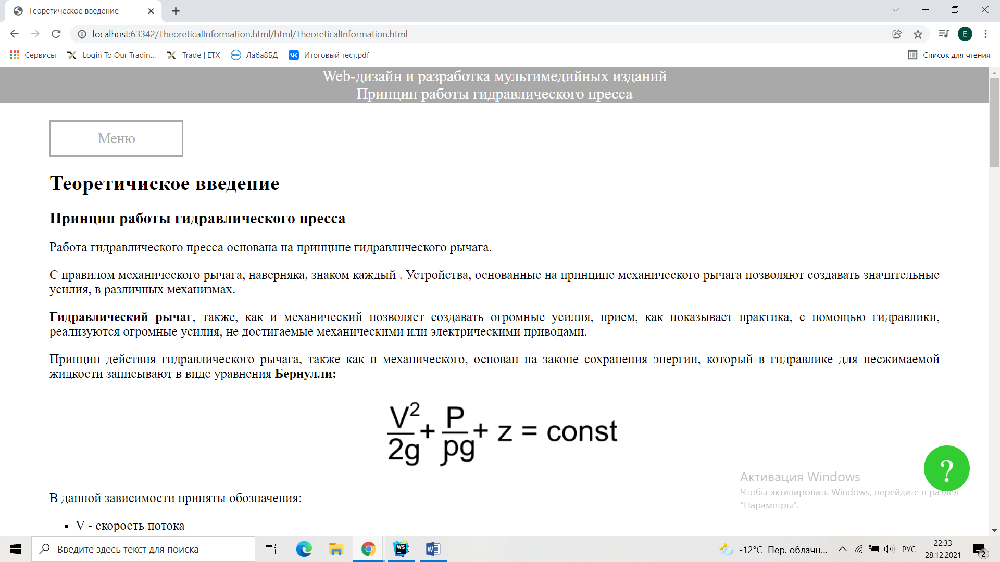 Теоретическое введение
localhost:63342/TheoreticalInformation.html/html/TheoreticalInformation.html
E
Сервисы
Login To Our Tradin...
Trade | ETX
DELL
Лаба8БД
Итоговый тест.pdf
Список для чтения
Web-дизайн и разработка мультимедийных изданий
Принцип работы гидравлического пресса
Меню
Теоретичиское введение
Принцип работы гидравлического пресса
Работа гидравлического пресса основана на принципе гидравлического рычага.
С правилом механического рычага, наверняка, знаком каждый . Устройства, основанные на принципе механического рычага позволяют создавать значительные
усилия, в различных механизмах.
Гидравлический рычаг, также, как и механический позволяет создавать огромные усилия, прием, как показывает практика, с помощью гидравлики,
реализуются огромные усилия, не достигаемые механическими или электрическими приводами.
Принцип действия гидравлического рычага, также как и механического, основан на законе сохранения энергии, который в гидравлике для несжимаемой
жидкости записывают в виде уравнения Бернулли:
V²/2g + P/ρg + z = const
?
Активация Windows
Чтобы активировать Windows, перейдите в раздел
"Параметры".
В данной зависимости приняты обозначения:
• V - скорость потока
Введите здесь текст для поиска
WS
W
-12°C Пер. облачн...
РУС
22:33
28.12.2021
2